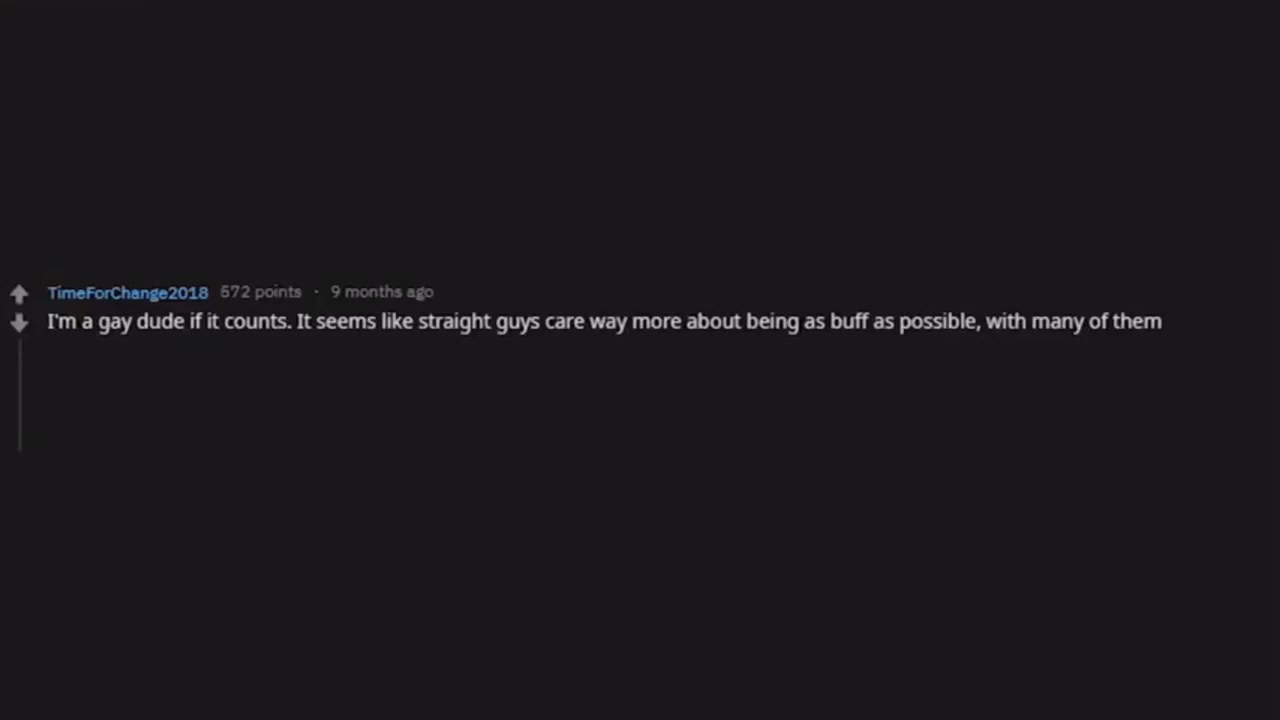 TimeForChange2018 572 points · 9 months ago
I'm a gay dude if it counts. It seems like straight guys care way more about being as buff as possible, with many of them